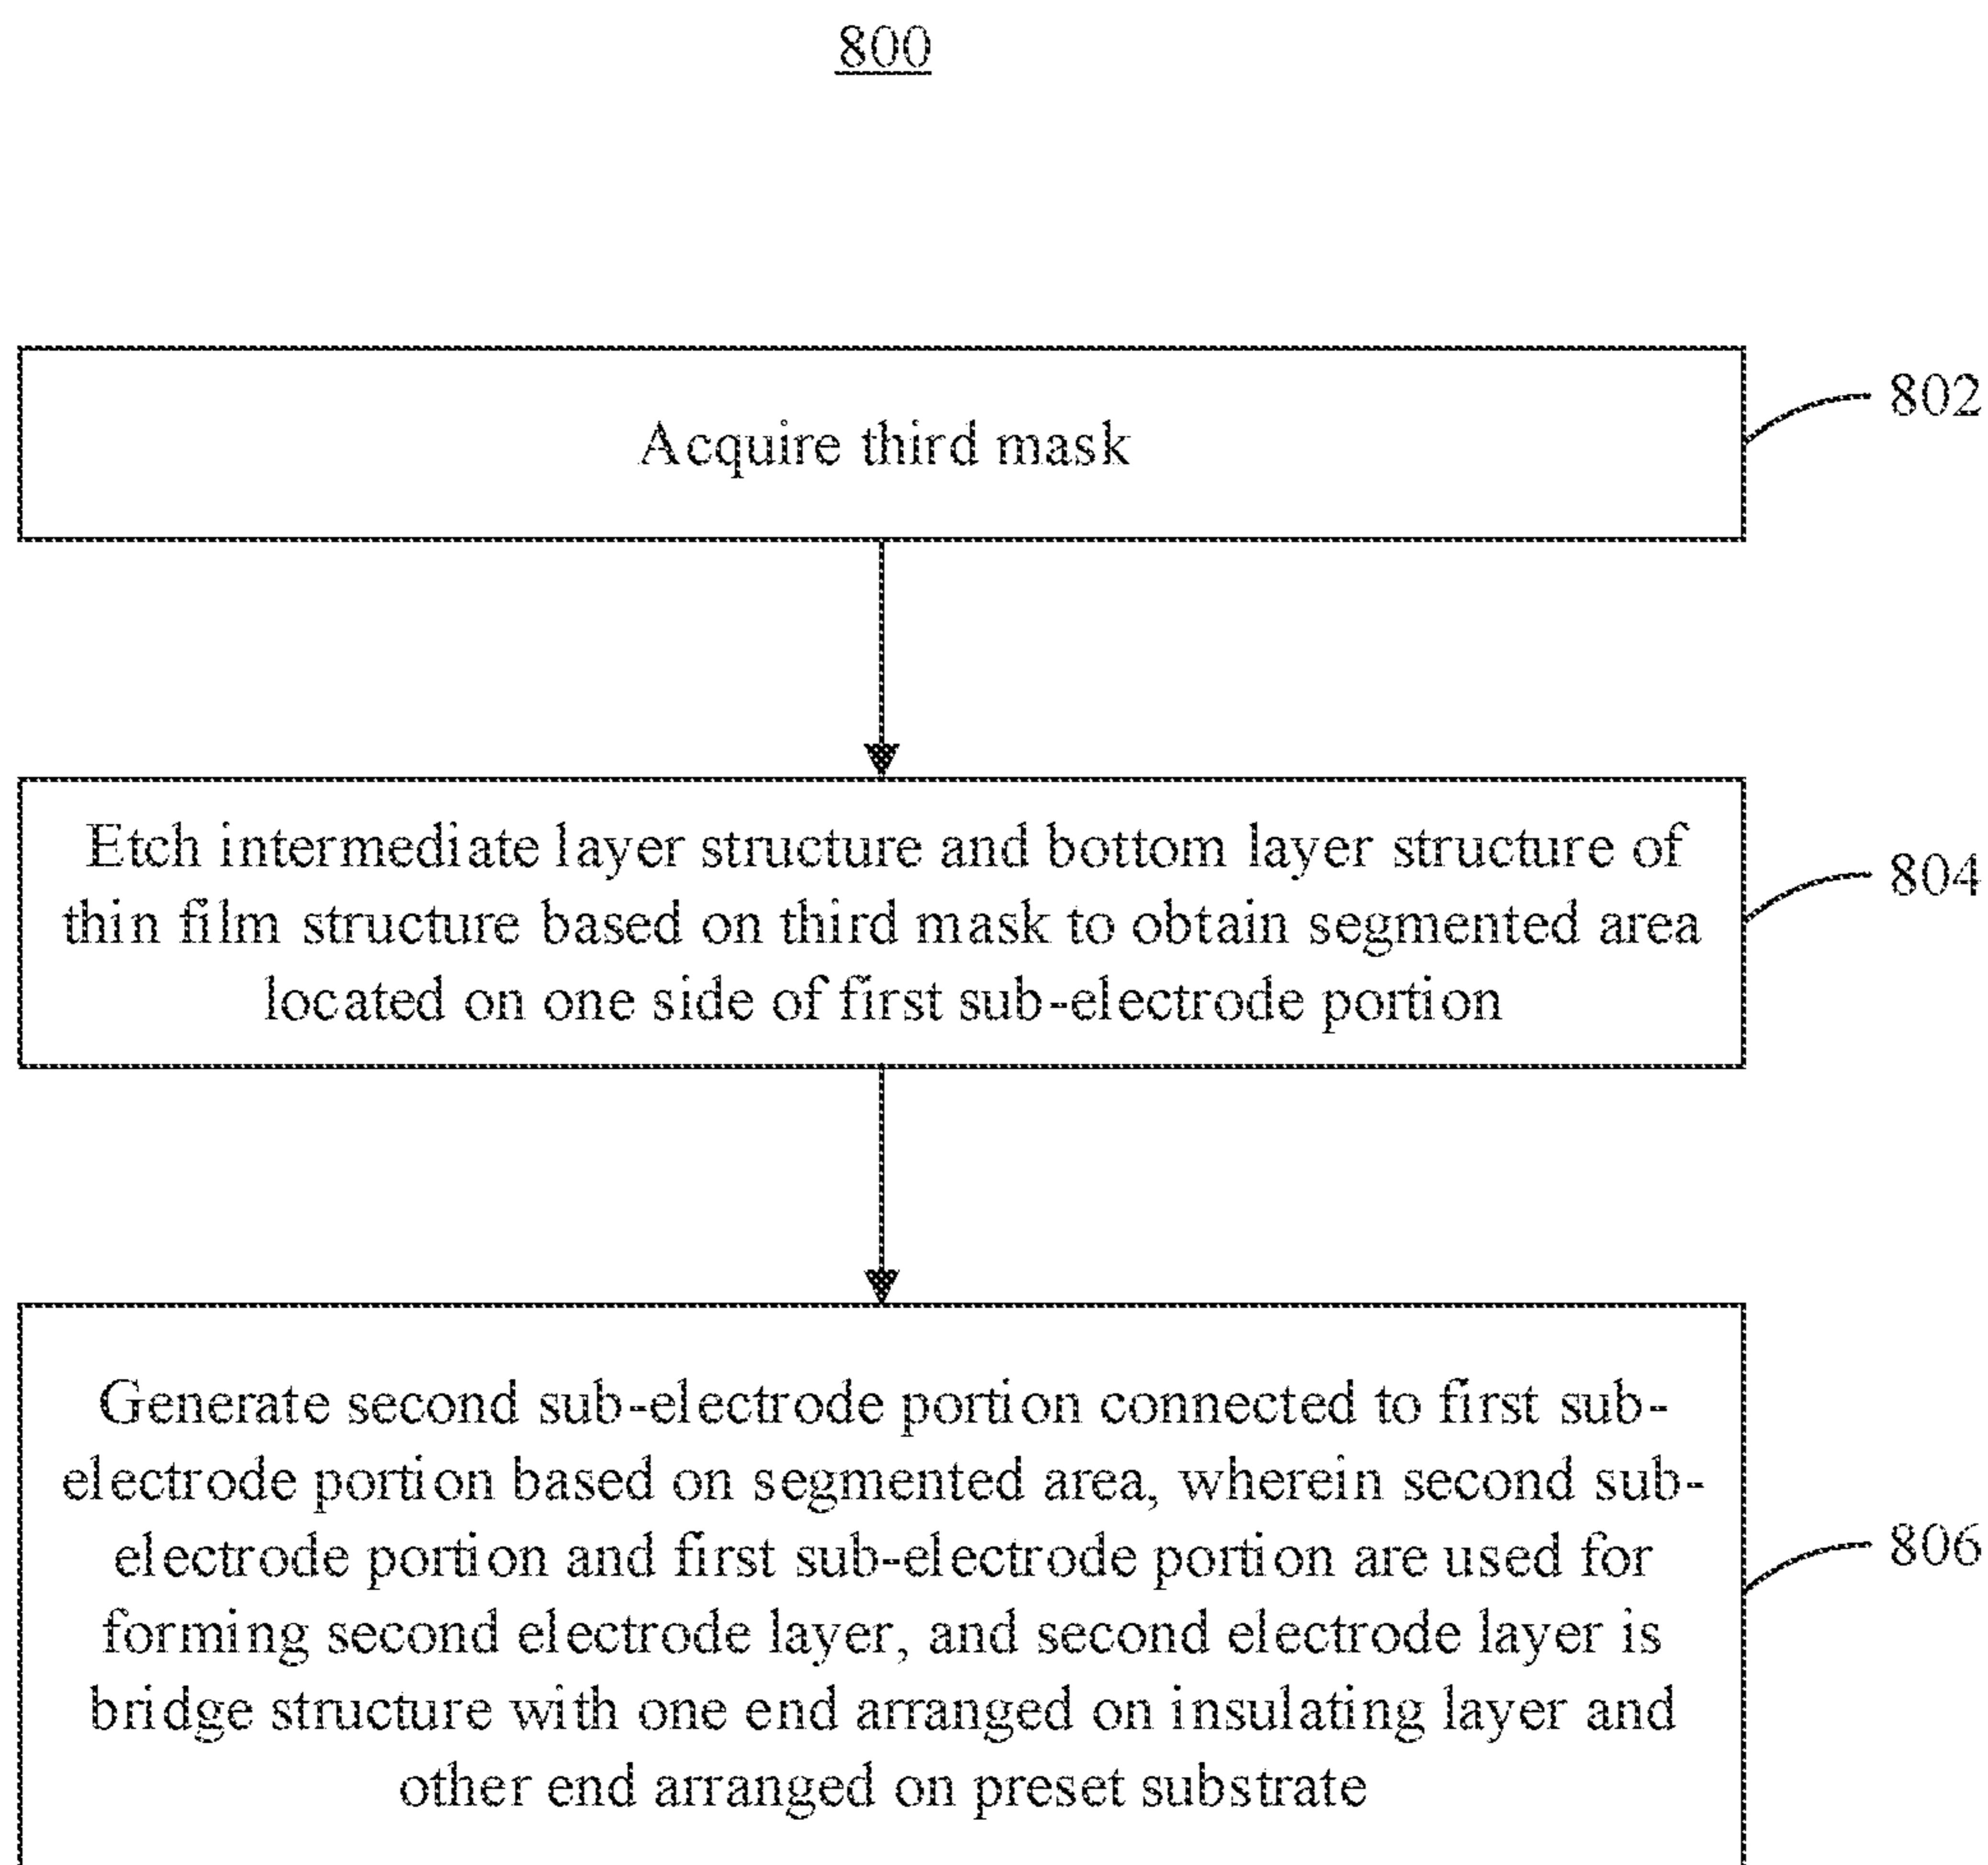 800
Acquire third mask
802
Etch intermediate layer structure and bottom layer structure of
thin film structure based on third mask to obtain segmented area
located on one side of first sub-electrode portion
804
Generate second sub-electrode portion connected to first sub-
electrode portion based on segmented area, wherein second sub-
electrode portion and first sub-electrode portion are used for
forming second electrode layer, and second electrode layer is
bridge structure with one end arranged on insulating layer and
other end arranged on preset substrate
806